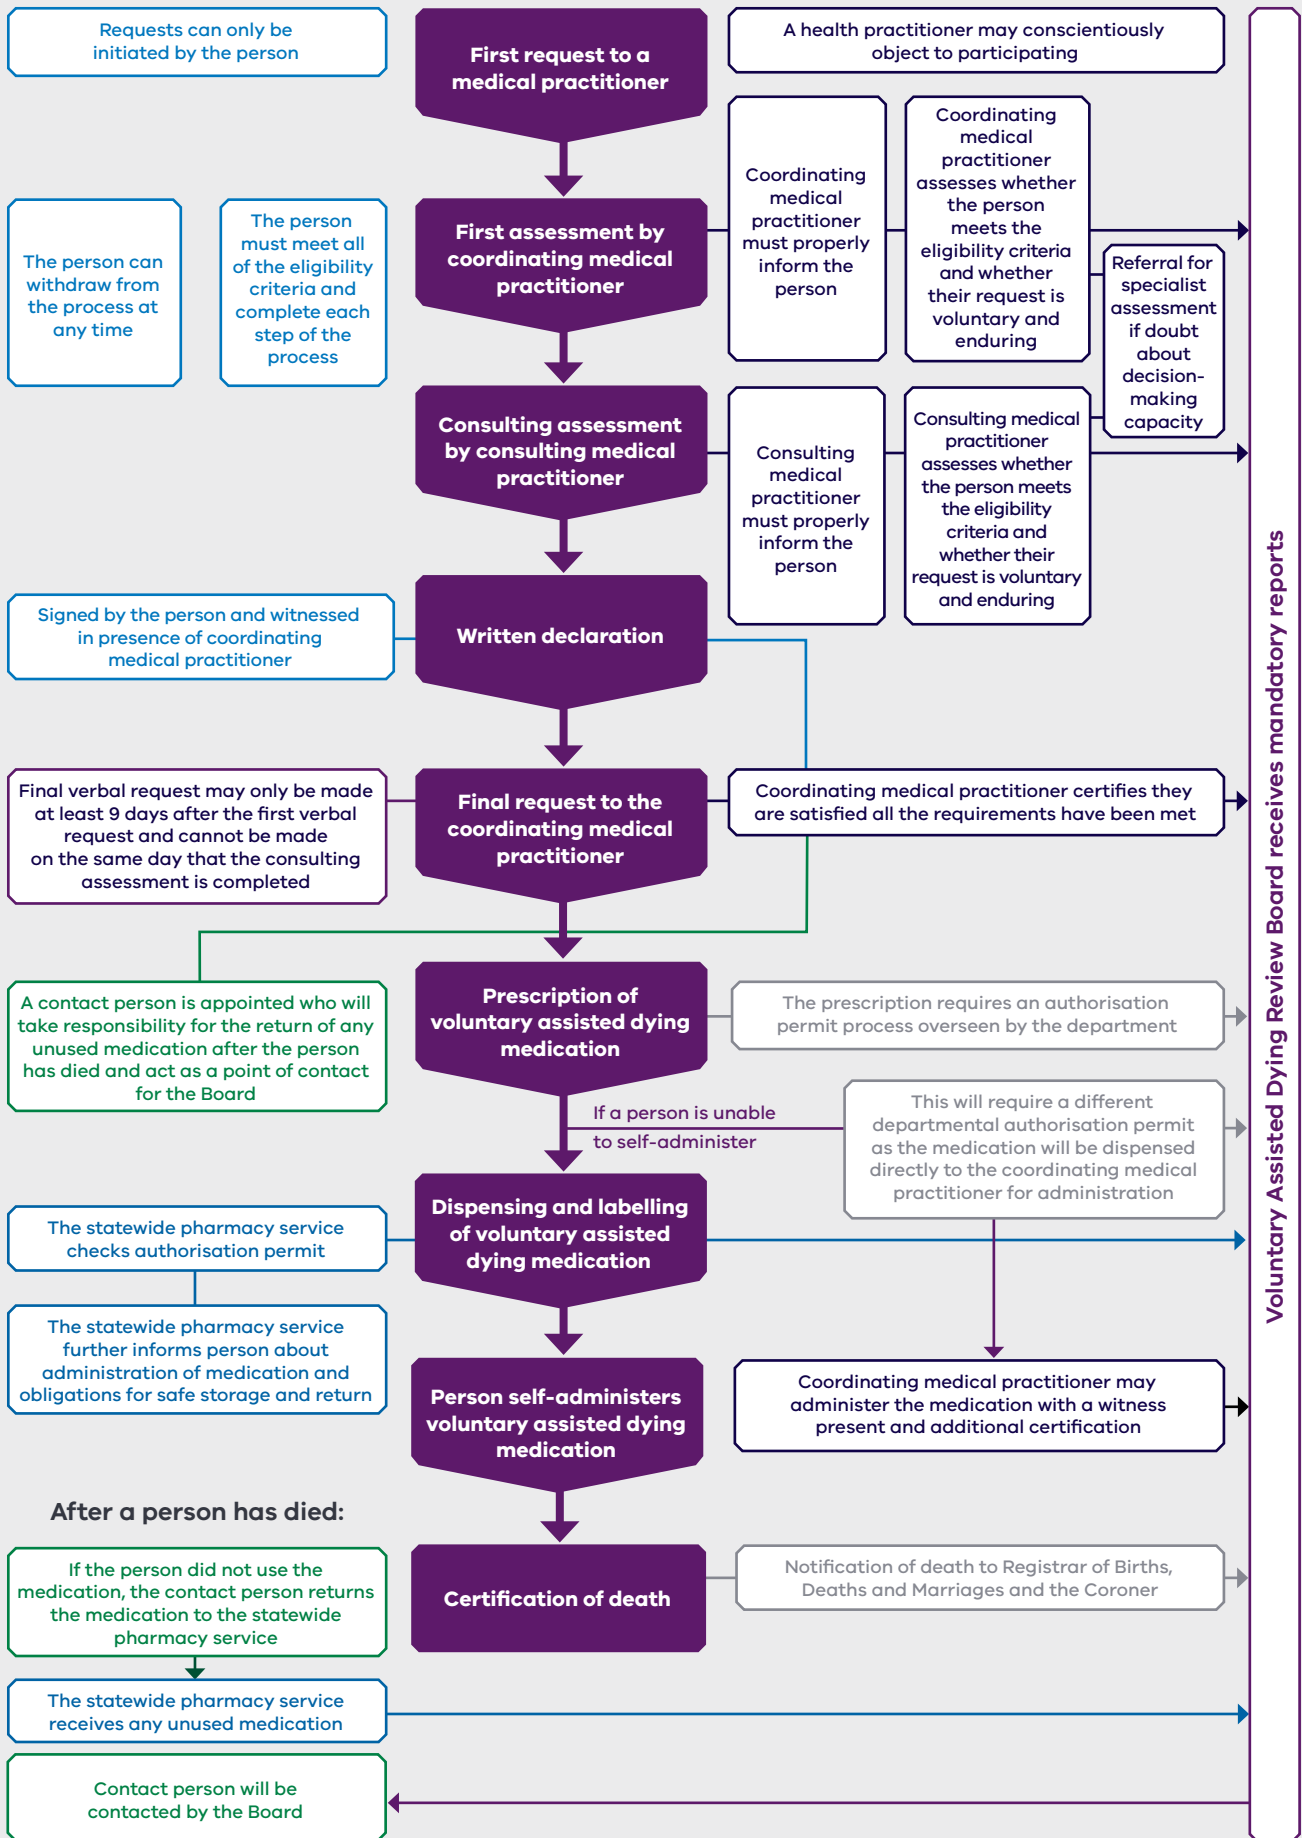 Requests can only be
initiated by the person
First request to a
medical practitioner
A health practitioner may conscientiously
object to participating
The person can
withdraw from
the process at
any time
The person
must meet all
of the eligibility
criteria and
complete each
step of the
process
First assessment by
coordinating medical
practitioner
Coordinating
medical
practitioner
must properly
inform the
person
Coordinating
medical
practitioner
assesses whether
the person
meets the
eligibility criteria
and whether
their request is
voluntary and
enduring
Referral for
specialist
assessment
if doubt
about
decision-
making
capacity
Consulting assessment
by consulting medical
practitioner
Consulting
medical
practitioner
must properly
inform the
person
Consulting medical
practitioner
assesses whether
the person meets
the eligibility
criteria and
whether their
request is voluntary
and enduring
Signed by the person and witnessed
in presence of coordinating
medical practitioner
Written declaration
Final verbal request may only be made
at least 9 days after the first verbal
request and cannot be made
on the same day that the consulting
assessment is completed
Final request to the
coordinating medical
practitioner
Coordinating medical practitioner certifies they
are satisfied all the requirements have been met
A contact person is appointed who will
take responsibility for the return of any
unused medication after the person
has died and act as a point of contact
for the Board
Prescription of
voluntary assisted dying
medication
The prescription requires an authorisation
permit process overseen by the department
If a person is unable
to self-administer
This will require a different
departmental authorisation permit
as the medication will be dispensed
directly to the coordinating medical
practitioner for administration
The statewide pharmacy service
checks authorisation permit
Dispensing and labelling
of voluntary assisted
dying medication
The statewide pharmacy service
further informs person about
administration of medication and
obligations for safe storage and return
Person self-administers
voluntary assisted dying
medication
Coordinating medical practitioner may
administer the medication with a witness
present and additional certification
After a person has died:
If the person did not use the
medication, the contact person returns
the medication to the statewide
pharmacy service
Certification of death
Notification of death to Registrar of Births,
Deaths and Marriages and the Coroner
The statewide pharmacy service
receives any unused medication
Contact person will be
contacted by the Board
Voluntary Assisted Dying Review Board receives mandatory reports